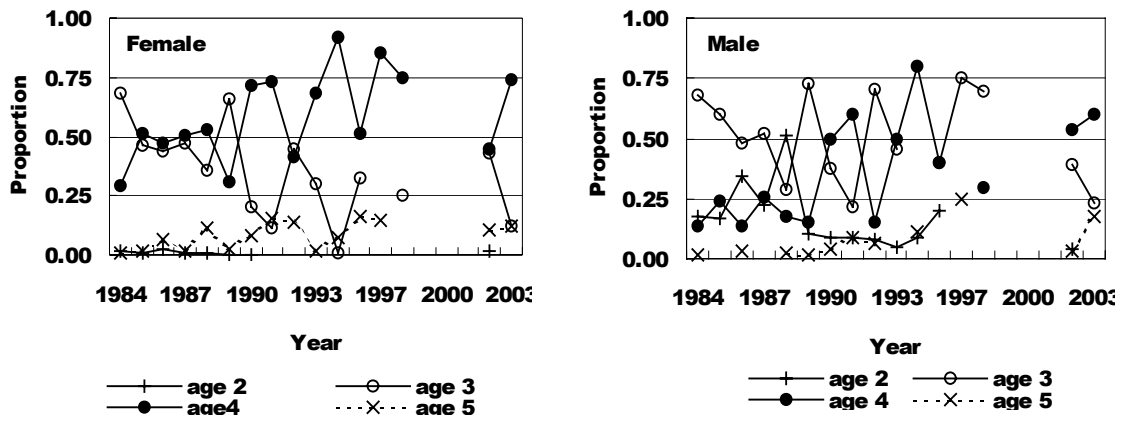 1.00
0.75
0.50
0.25
0.00
Proportion
Female
1984 1987 1990 1993 1997 2000 2003
Year
age 2 age 3
age4 age 5
1.00
0.75
0.50
0.25
0.00
Proportion
Male
1984 1987 1990 1993 1997 2000 2003
Year
age 2 age 3
age 4 age 5